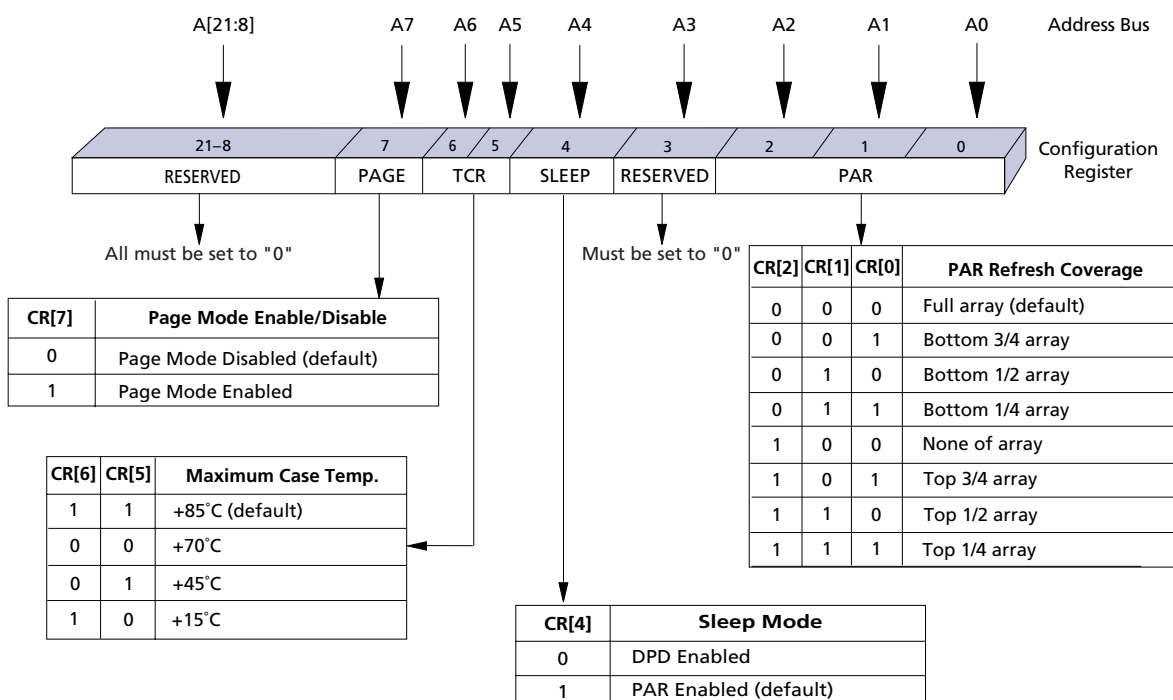 A[21:8] A7 A6 A5 A4 A3 A2 A1 A0 Address Bus
21–8 7 6 5 4 3 2 1 0
Configuration
Register
RESERVED PAGE TCR SLEEP RESERVED PAR
All must be set to "0"
Must be set to "0"
CR[7] Page Mode Enable/Disable
0 Page Mode Disabled (default)
1 Page Mode Enabled
CR[2] CR[1] CR[0] PAR Refresh Coverage
0 0 0 Full array (default)
0 0 1 Bottom 3/4 array
0 1 0 Bottom 1/2 array
0 1 1 Bottom 1/4 array
1 0 0 None of array
1 0 1 Top 3/4 array
1 1 0 Top 1/2 array
1 1 1 Top 1/4 array
CR[6] CR[5] Maximum Case Temp.
1 1 +85˚C (default)
0 0 +70˚C
0 1 +45˚C
1 0 +15˚C
CR[4] Sleep Mode
0 DPD Enabled
1 PAR Enabled (default)